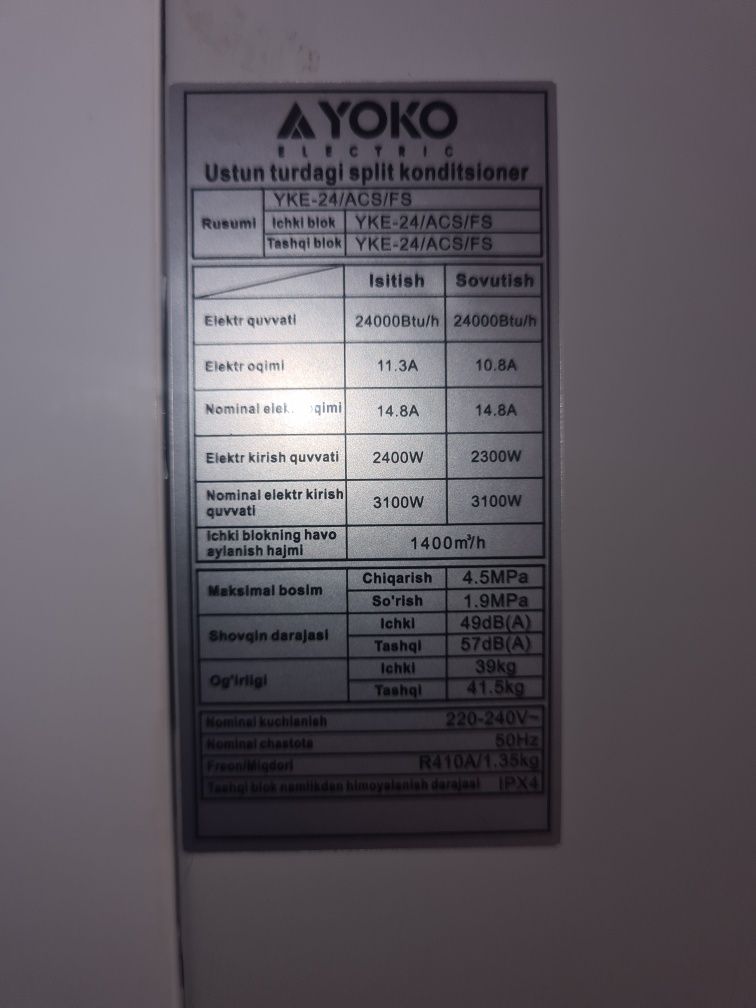 AYOKO
ELECTRIC
Ustun turdagi split konditsioner
Rusumi YKE-24/ACS/FS
Ichki blok YKE-24/ACS/FS
Tashqi blok YKE-24/ACS/FS
Isitish Sovutish
Elektr quvvati 24000Btu/h 24000Btu/h
Elektr oqimi 11.3A 10.8A
Nominal 14.8A 14.8A
Elektr kirish quvvati 2400W 2300W
Nominal elektr kirish
quvvati 3100W 3100W
Ichki blokning havo
aylanish hajmi 1400m³/h
Maksimal bosim Chiqarish 4.5MPa
So'rish 1.9MPa
Shovqin darajasi Ichki 49dB(A)
Tashqi 57dB(A)
Og'irligi Ichki 39kg
Tashqi 41.5kg
Nominal kuchlanish 220-240V~
Nominal chastota 50Hz
Freon/Miqdori R410A/1.35kg
Tashqi blok namlikdan himoyalanish darajasi IPX4